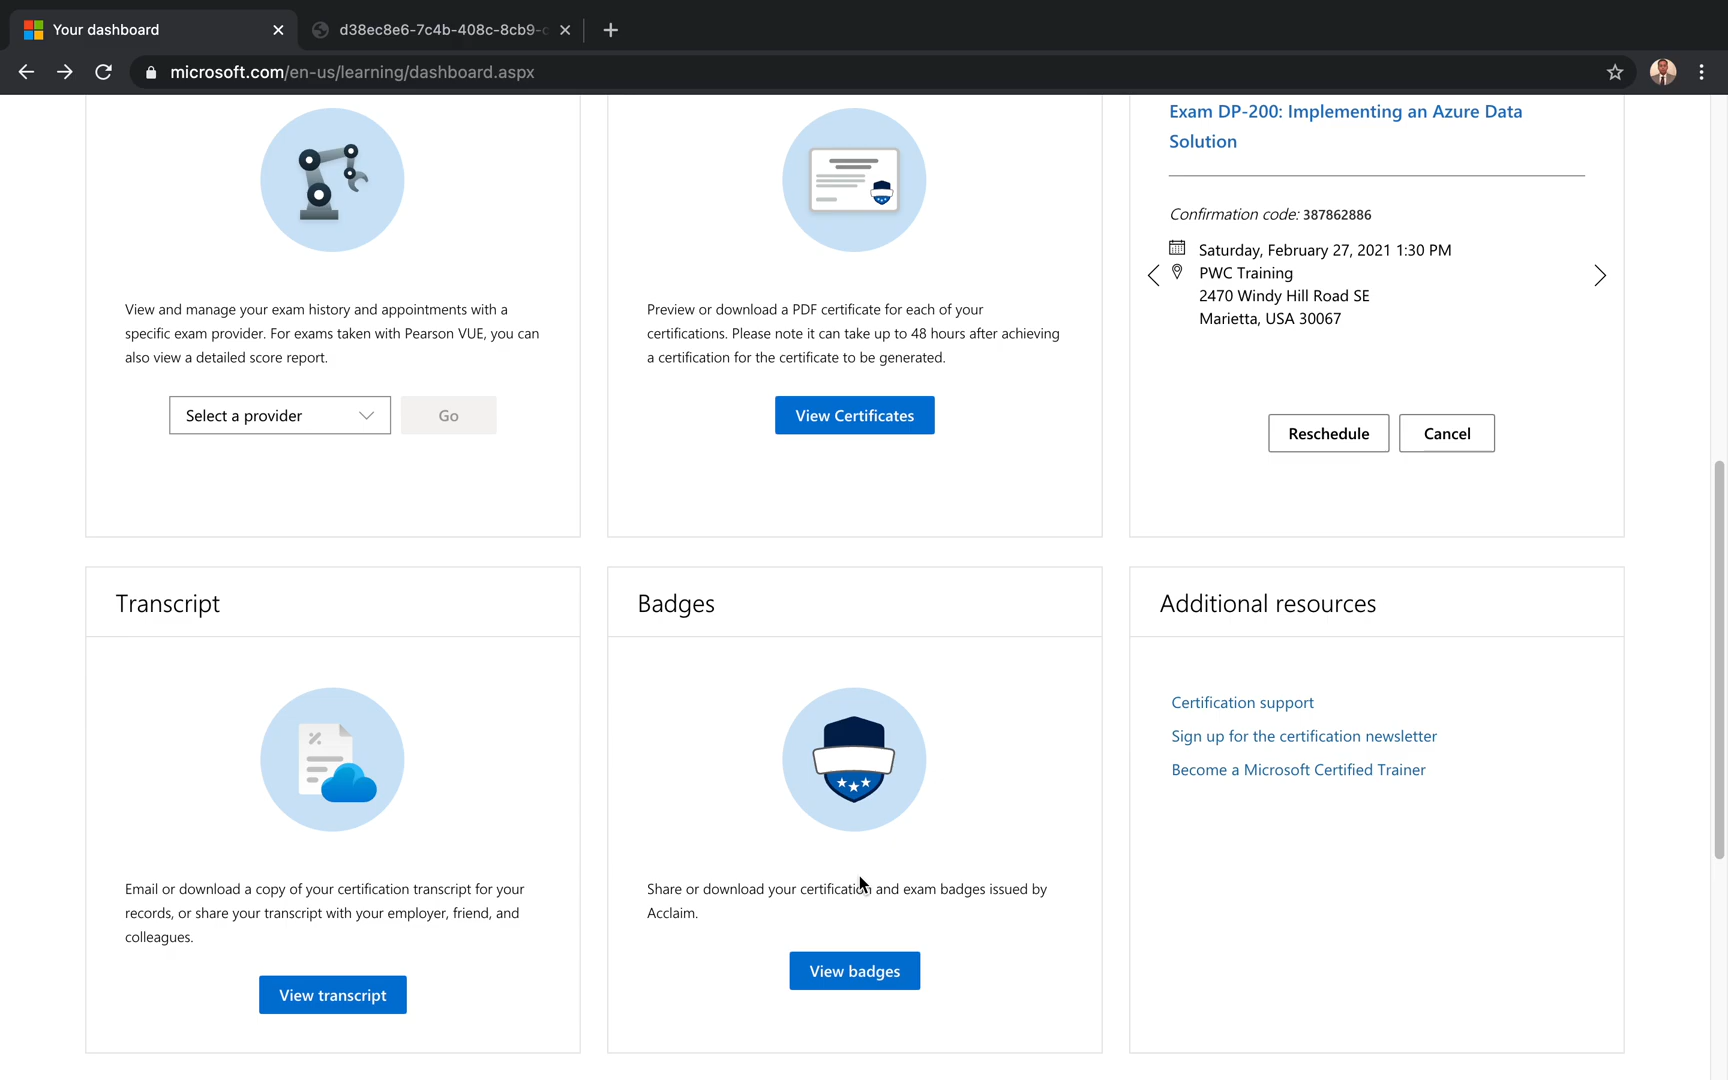 Your dashboard
d38ec8e6-7c4b-408c-8cb9-
microsoft.com/en-us/learning/dashboard.aspx
View and manage your exam history and appointments with a
specific exam provider. For exams taken with Pearson VUE, you can
also view a detailed score report.
Select a provider
Go
Preview or download a PDF certificate for each of your
certifications. Please note it can take up to 48 hours after achieving
a certification for the certificate to be generated.
View Certificates
Exam DP-200: Implementing an Azure Data
Solution
Confirmation code: 387862886
Saturday, February 27, 2021 1:30 PM
PWC Training
2470 Windy Hill Road SE
Marietta, USA 30067
Reschedule
Cancel
Transcript
Email or download a copy of your certification transcript for your
records, or share your transcript with your employer, friend, and
colleagues.
View transcript
Badges
Share or download your certification and exam badges issued by
Acclaim.
View badges
Additional resources
Certification support
Sign up for the certification newsletter
Become a Microsoft Certified Trainer